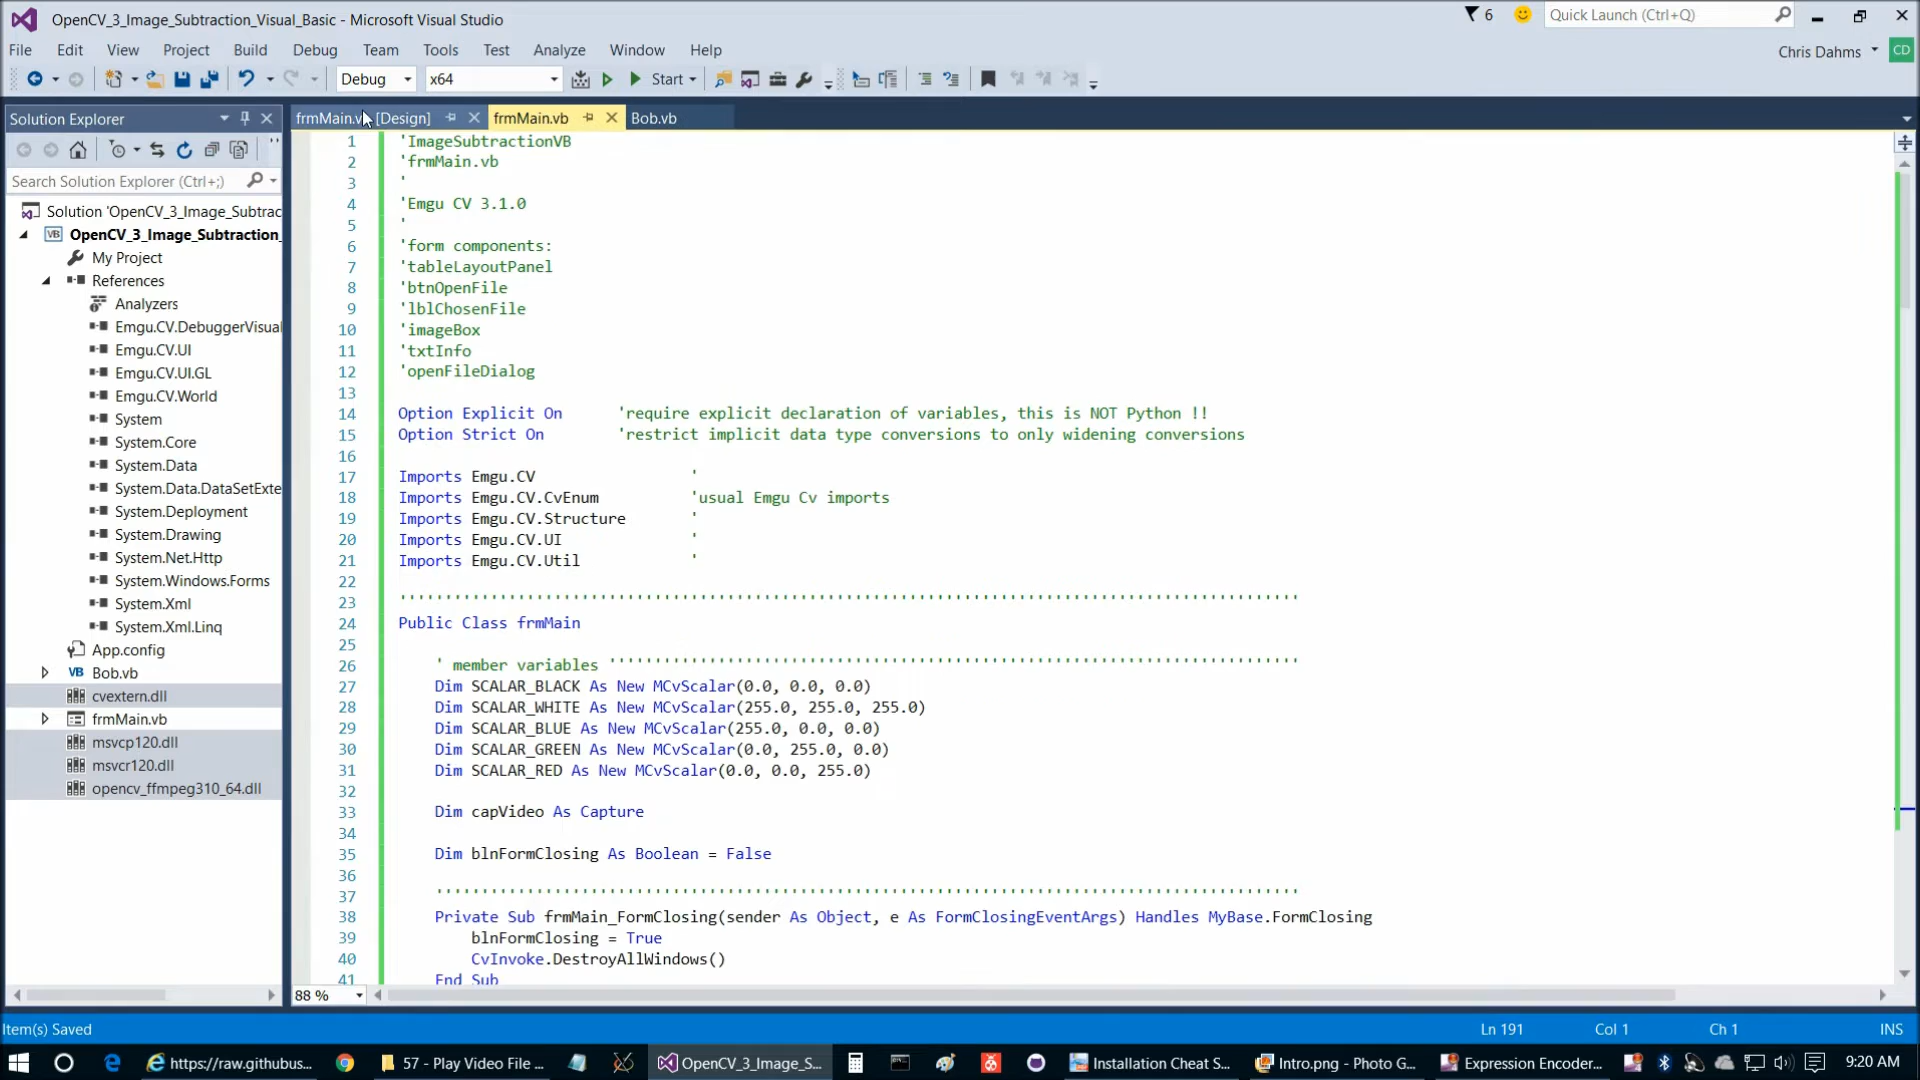 OpenCV_3_Image_Subtraction_Visual_Basic - Microsoft Visual Studio
6
Quick Launch (Ctrl+Q)
File Edit View Project Build Debug Team Tools Test Analyze Window Help
Chris Dahms CD
Debug x64 Start
Solution Explorer
frmMain.v [Design] frmMain.vb Bob.vb
Search Solution Explorer (Ctrl+;)
Solution 'OpenCV_3_Image_Subtrac
VB OpenCV_3_Image_Subtraction_
My Project
References
Analyzers
Emgu.CV.DebuggerVisual
Emgu.CV.UI
Emgu.CV.UI.GL
Emgu.CV.World
System
System.Core
System.Data
System.Data.DataSetExte
System.Deployment
System.Drawing
System.Net.Http
System.Windows.Forms
System.Xml
System.Xml.Linq
App.config
VB Bob.vb
cvextern.dll
frmMain.vb
msvcp120.dll
msvcr120.dll
opencv_ffmpeg310_64.dll
1 'ImageSubtractionVB
2 'frmMain.vb
3 '
4 'Emgu CV 3.1.0
5 '
6 'form components:
7 'tableLayoutPanel
8 'btnOpenFile
9 'lblChosenFile
10 'imageBox
11 'txtInfo
12 'openFileDialog
13
14 Option Explicit On 'require explicit declaration of variables, this is NOT Python !!
15 Option Strict On 'restrict implicit data type conversions to only widening conversions
16
17 Imports Emgu.CV '
18 Imports Emgu.CV.CvEnum 'usual Emgu Cv imports
19 Imports Emgu.CV.Structure '
20 Imports Emgu.CV.UI '
21 Imports Emgu.CV.Util '
22
23 '''''''''''''''''''''''''''''''''''''''''''''''''''''''''''''''''''''''''''''''''''''''''''''''''''
24 Public Class frmMain
25
26 ' member variables ''''''''''''''''''''''''''''''''''''''''''''''''''''''''''''''''''''''''''''
27 Dim SCALAR_BLACK As New MCvScalar(0.0, 0.0, 0.0)
28 Dim SCALAR_WHITE As New MCvScalar(255.0, 255.0, 255.0)
29 Dim SCALAR_BLUE As New MCvScalar(255.0, 0.0, 0.0)
30 Dim SCALAR_GREEN As New MCvScalar(0.0, 255.0, 0.0)
31 Dim SCALAR_RED As New MCvScalar(0.0, 0.0, 255.0)
32
33 Dim capVideo As Capture
34
35 Dim blnFormClosing As Boolean = False
36
37 '''''''''''''''''''''''''''''''''''''''''''''''''''''''''''''''''''''''''''''''''''''''''''''''
38 Private Sub frmMain_FormClosing(sender As Object, e As FormClosingEventArgs) Handles MyBase.FormClosing
39 blnFormClosing = True
40 CvInvoke.DestroyAllWindows()
41 End Sub
88 %
Item(s) Saved Ln 191 Col 1 Ch 1 INS
https://raw.githubus... 57 - Play Video File ... OpenCV_3_Image_S... Installation Cheat S... Intro.png - Photo G... Expression Encoder... 9:20 AM